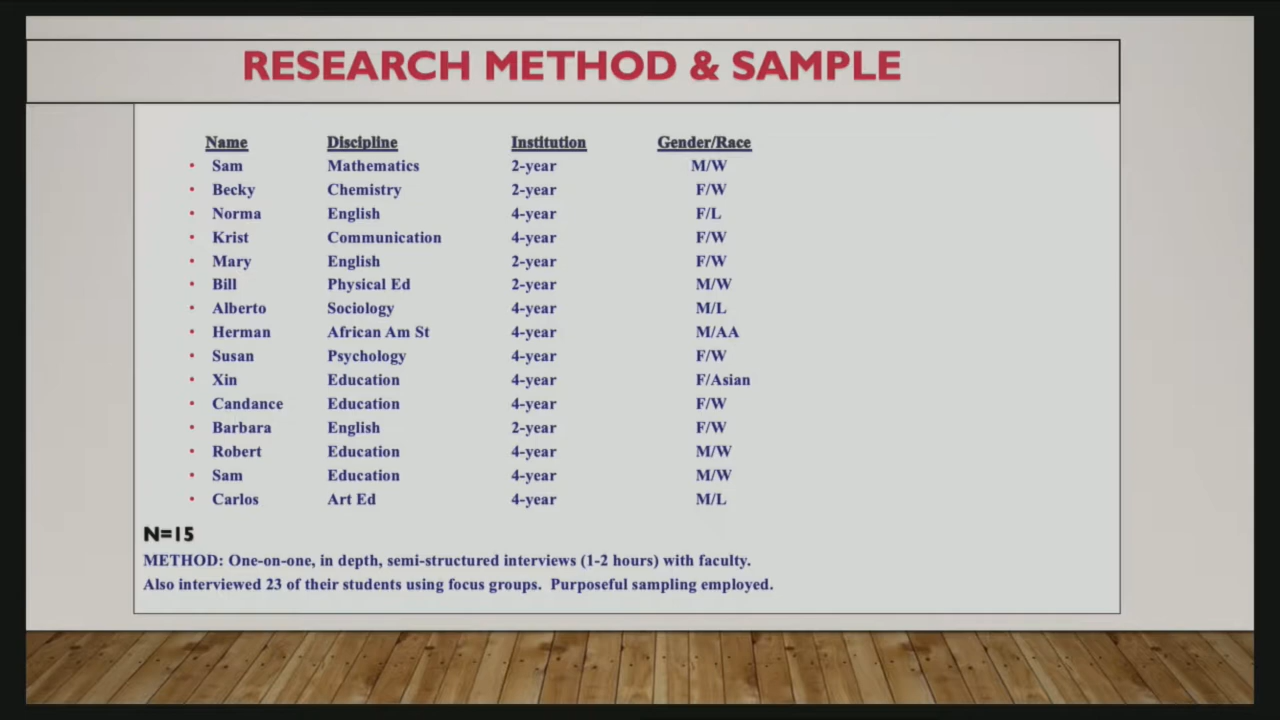 RESEARCH METHOD & SAMPLE
Name Discipline Institution Gender/Race
• Sam Mathematics 2-year M/W
• Becky Chemistry 2-year F/W
• Norma English 4-year F/L
• Krist Communication 4-year F/W
• Mary English 2-year F/W
• Bill Physical Ed 2-year M/W
• Alberto Sociology 4-year M/L
• Herman African Am St 4-year M/AA
• Susan Psychology 4-year F/W
• Xin Education 4-year F/Asian
• Candance Education 4-year F/W
• Barbara English 2-year F/W
• Robert Education 4-year M/W
• Sam Education 4-year M/W
• Carlos Art Ed 4-year M/L
N=15
METHOD: One-on-one, in depth, semi-structured interviews (1-2 hours) with faculty.
Also interviewed 23 of their students using focus groups. Purposeful sampling employed.